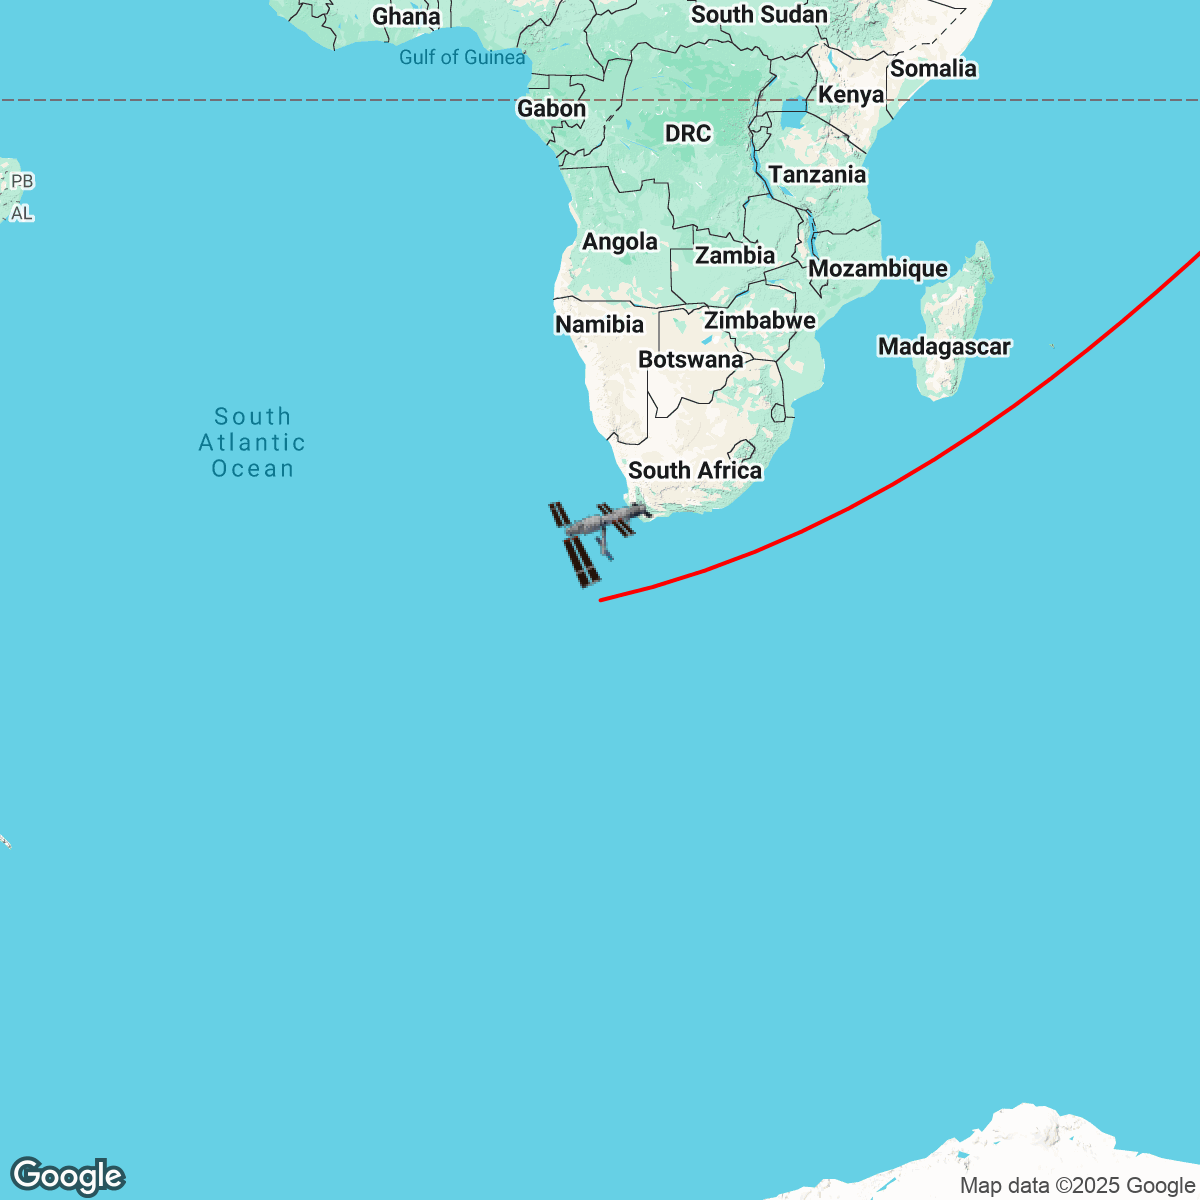 Ghana
South Sudan
Gulf of Guinea
Somalia
Kenya
Gabon
DRC
Tanzania
PB
AL
Angola
Zambia
Mozambique
Namibia
Zimbabwe
Madagascar
Botswana
South
Atlantic
Ocean
South Africa
Google
Map data ©2025 Google